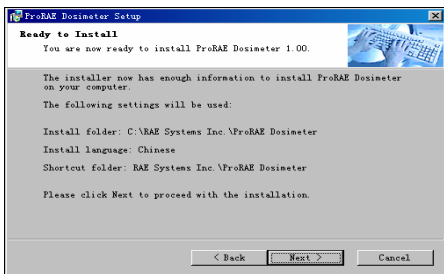 ProRAE Dosimeter Setup
Ready to Install
You are now ready to install ProRAE Dosimeter 1.00.
The installer now has enough information to install ProRAE Dosimeter
on your computer.
The following settings will be used:
Install folder: C:\RAE Systems Inc.\ProRAE Dosimeter
Install language: Chinese
Shortcut folder: RAE Systems Inc.\ProRAE Dosimeter
Please click Next to proceed with the installation.
< Back
Next >
Cancel